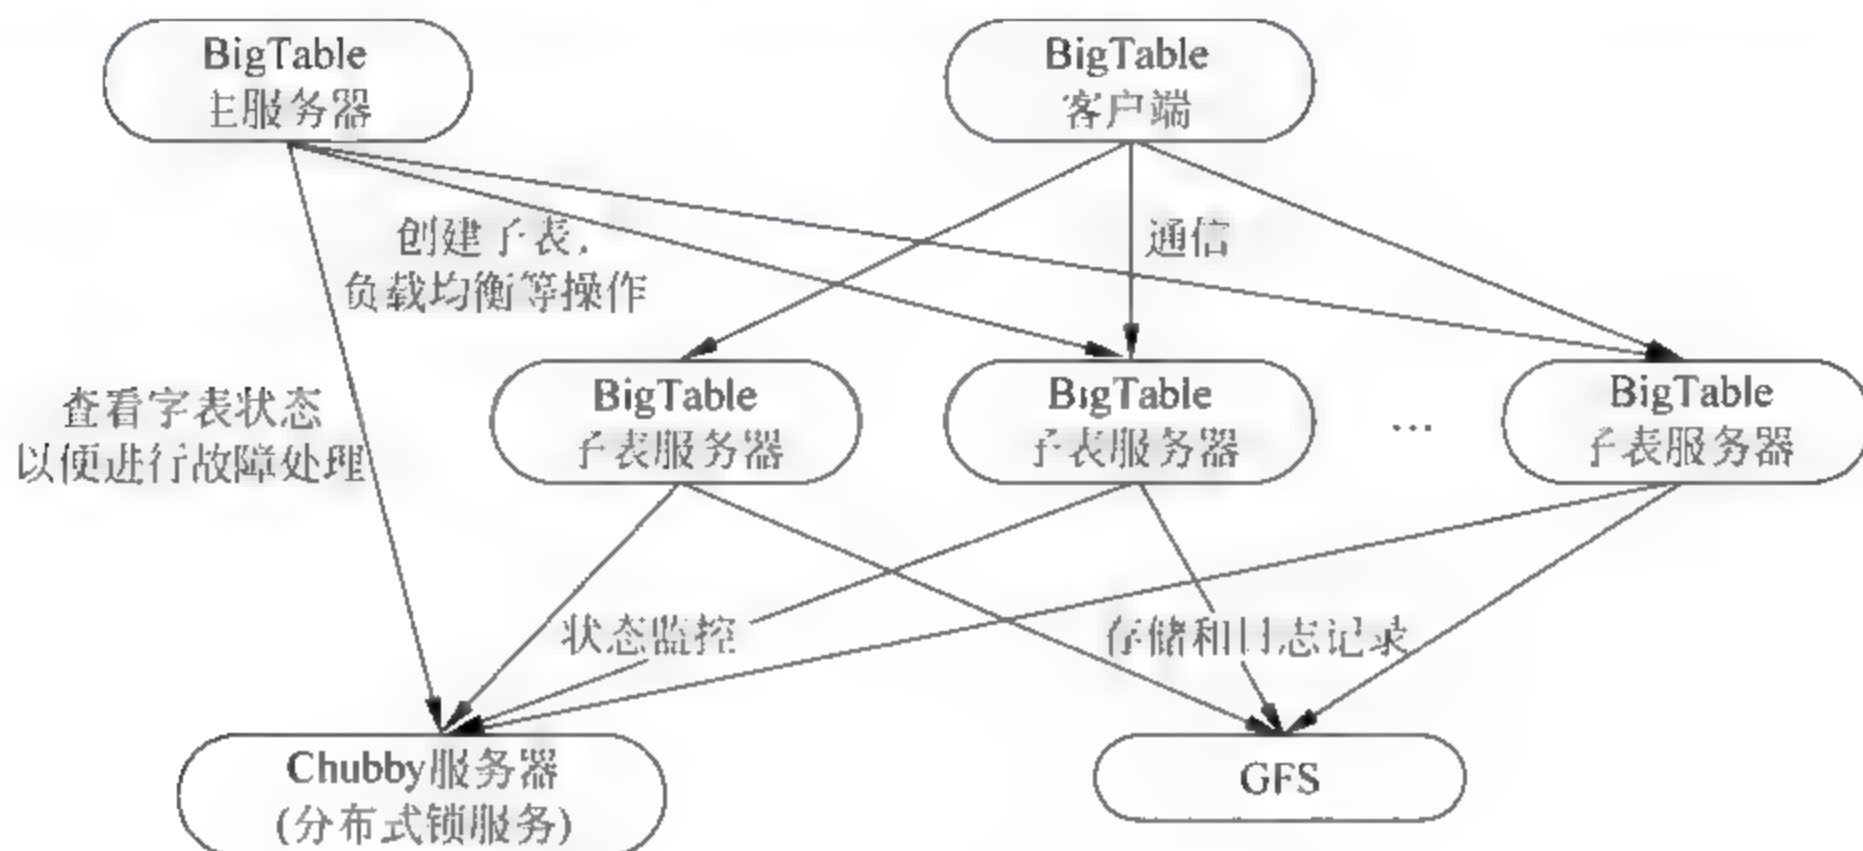 BigTable
主服务器
BigTable
客户端
创建子表,
负载均衡等操作
通信
查看字表状态
以便进行故障处理
BigTable
子表服务器
BigTable
子表服务器
...
BigTable
子表服务器
状态监控
存储和日志记录
Chubby服务器
(分布式锁服务)
GFS